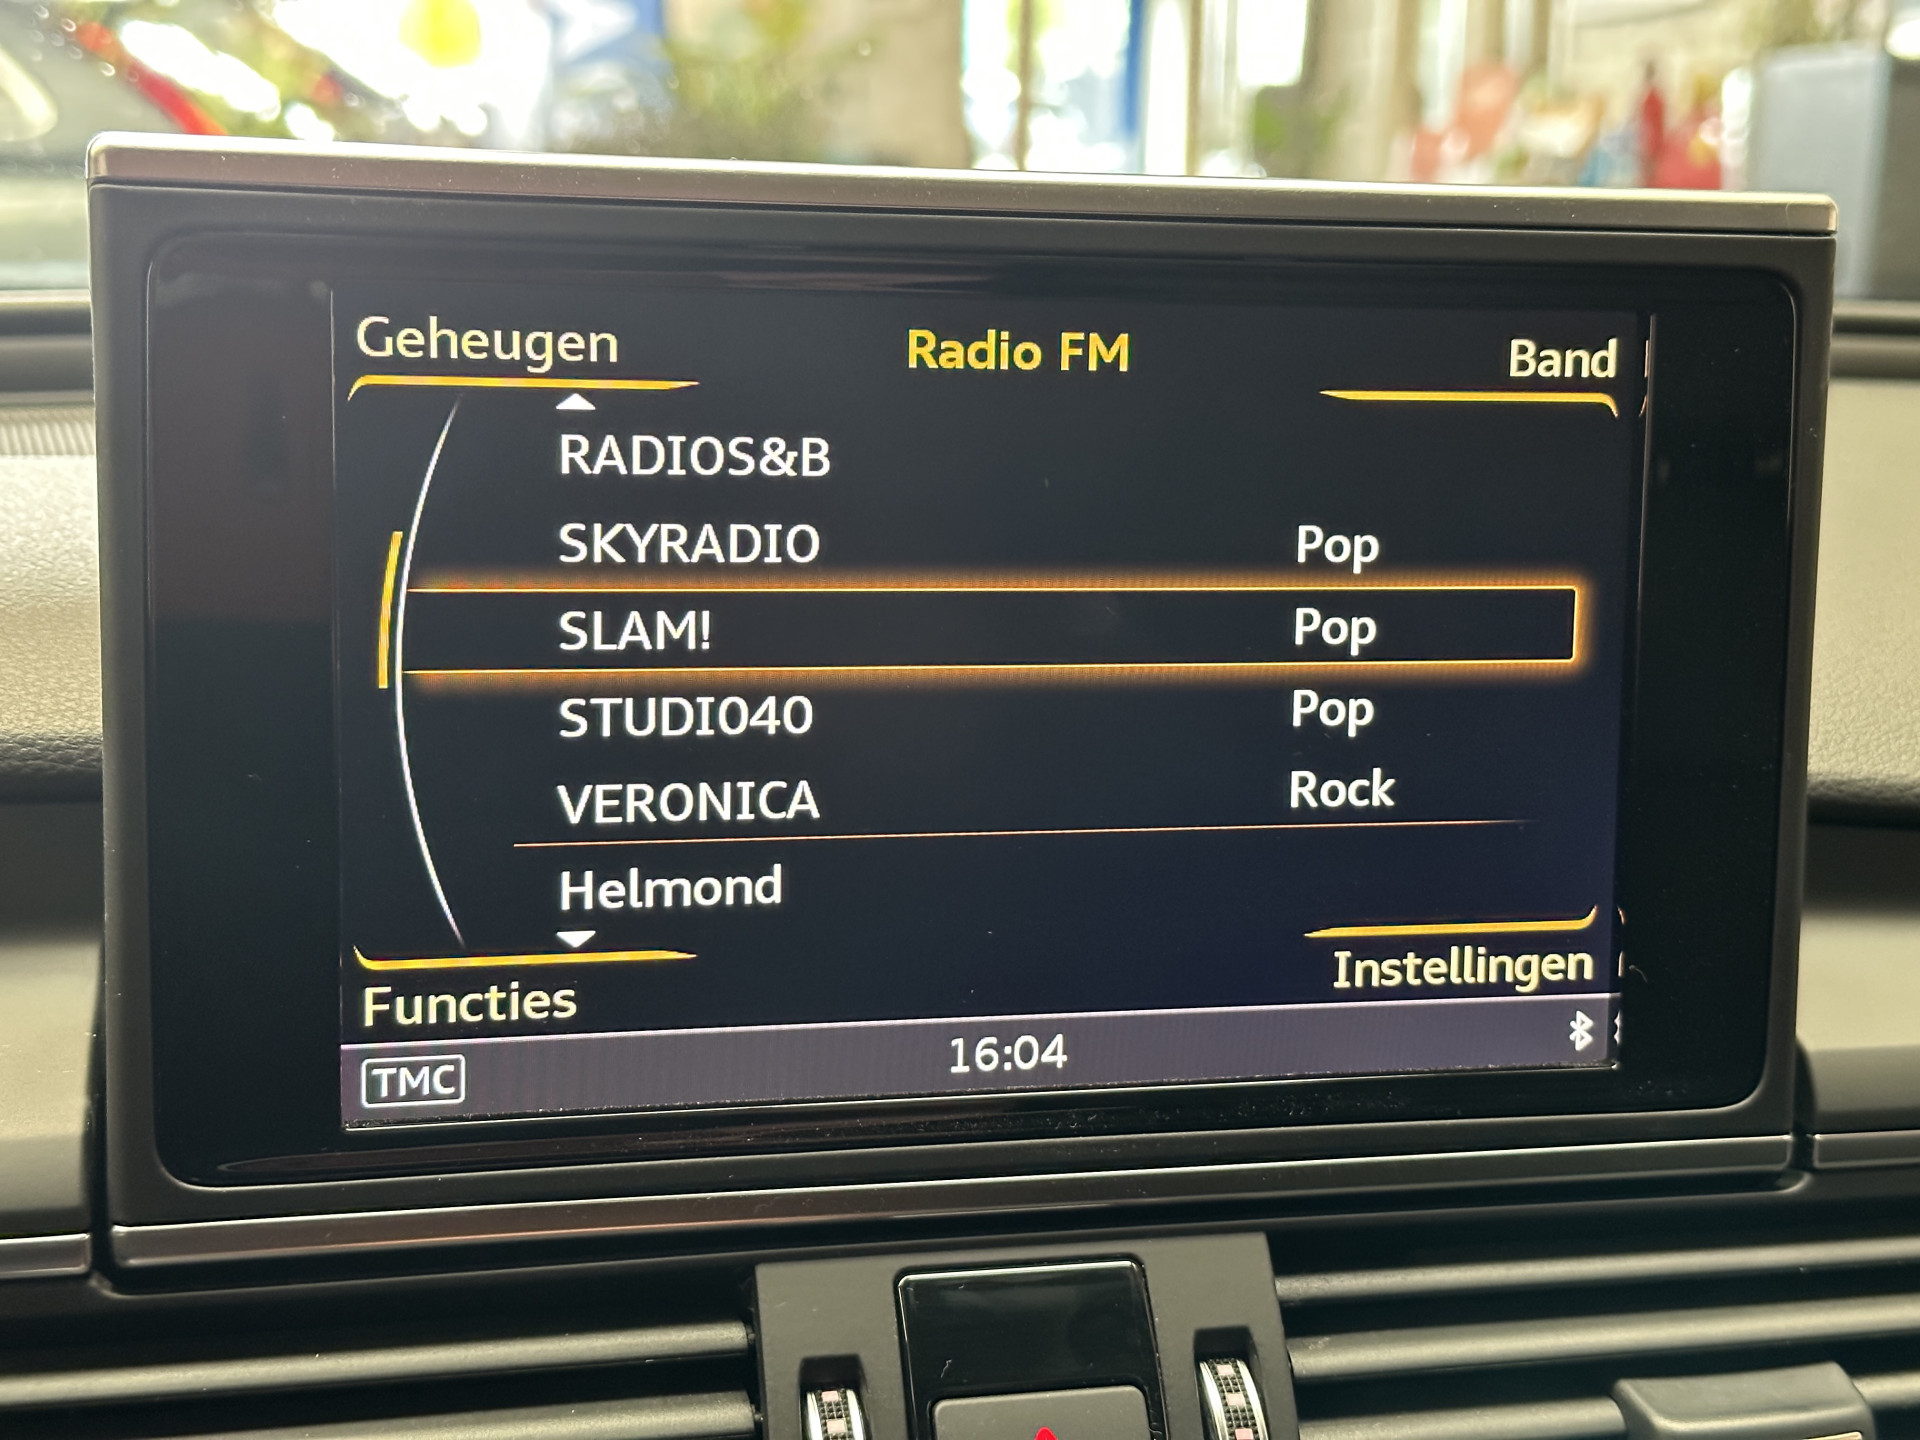 Geheugen Radio FM Band
RADIOS&B
SKYRADIO Pop
SLAM! Pop
STUDIO40 Pop
VERONICA Rock
Helmond
Functies Instellingen
TMC 16:04